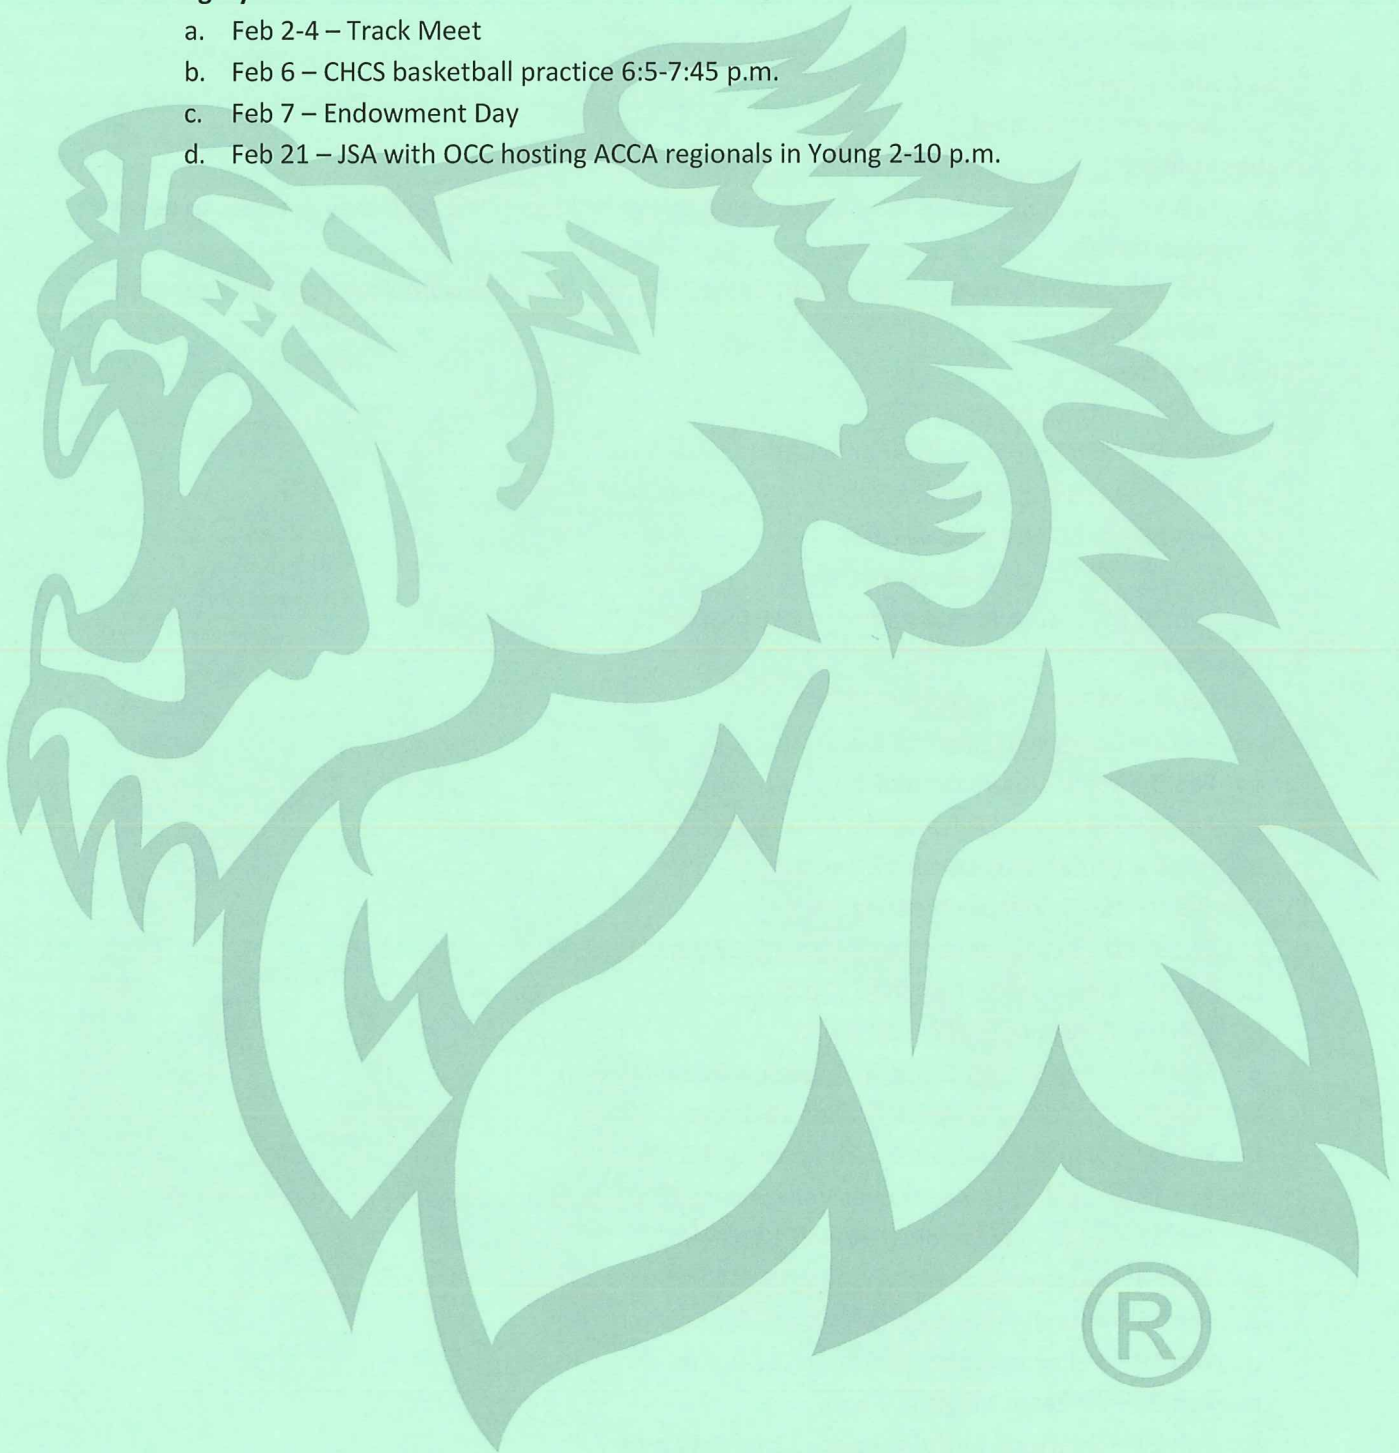 a. Feb 2-4 – Track Meet
b. Feb 6 – CHCS basketball practice 6:5-7:45 p.m.
c. Feb 7 – Endowment Day
d. Feb 21 – JSA with OCC hosting ACCA regionals in Young 2-10 p.m.
®